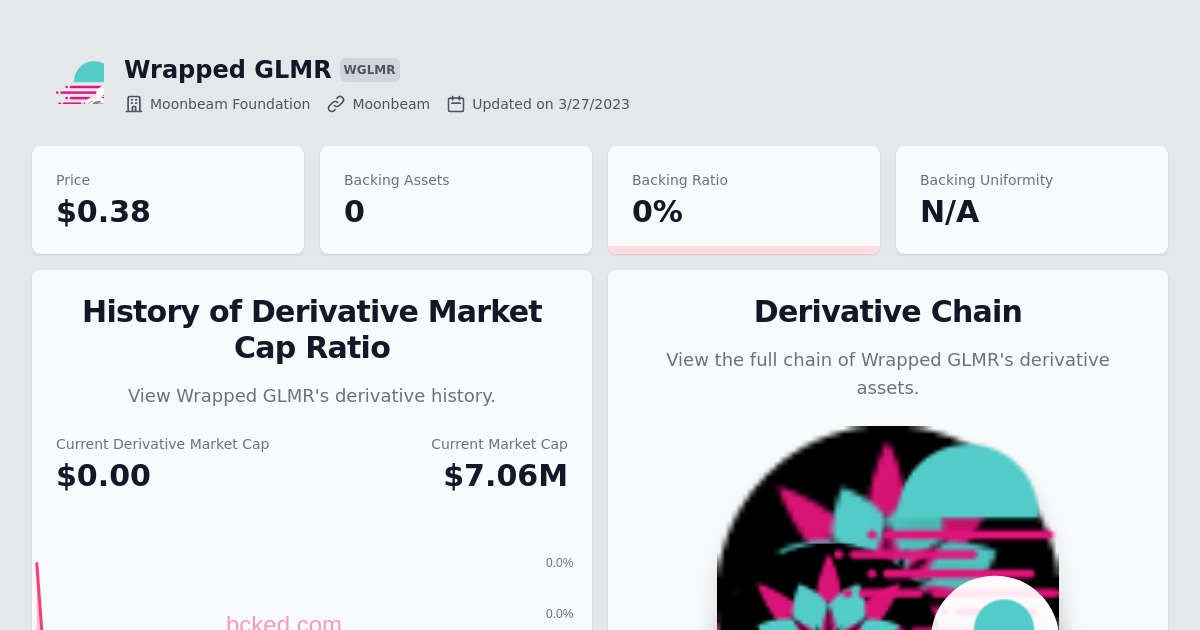 Wrapped GLMR WGLMR
Moonbeam Foundation Moonbeam Updated on 3/27/2023
Price
$0.38
Backing Assets
0
Backing Ratio
0%
Backing Uniformity
N/A
History of Derivative Market
Cap Ratio
View Wrapped GLMR's derivative history.
Current Derivative Market Cap
$0.00
Current Market Cap
$7.06M
0.0%
0.0%
bcked.com
Derivative Chain
View the full chain of Wrapped GLMR's derivative
assets.